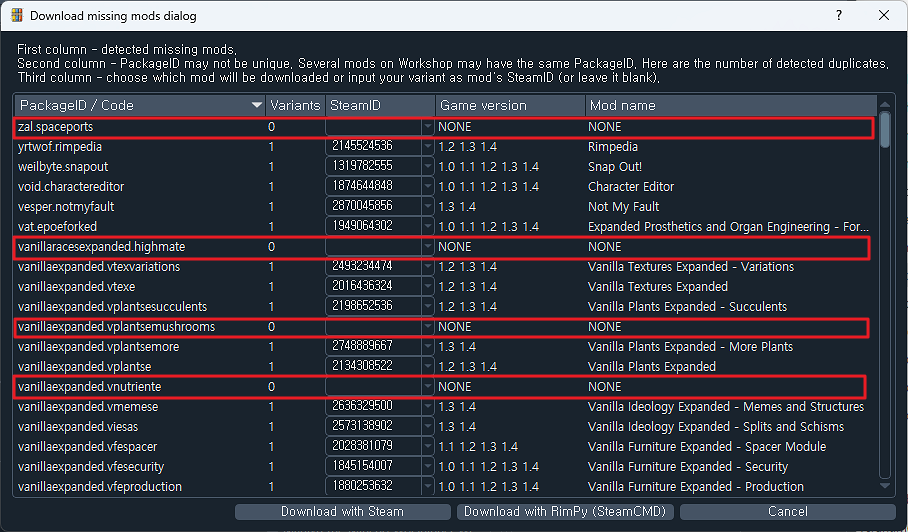 Download missing mods dialog
?
First column - detected missing mods,
Second column - PackageID may not be unique, Several mods on Workshop may have the same PackageID, Here are the number of detected duplicates,
Third column - choose which mod will be downloaded or input your variant as mod's SteamID (or leave it blank),
PackageID / Code Variants SteamID Game version Mod name
zal.spaceports 0 NONE NONE
yrtwof.rimpedia 1 2145524536 1.2 1.3 1.4 Rimpedia
weilbyte.snapout 1 1319782555 1.0 1.1 1.2 1.3 1.4 Snap Out!
void.charactereditor 1 1874644848 1.0 1.1 1.2 1.3 1.4 Character Editor
vesper.notmyfault 1 2870045856 1.3 1.4 Not My Fault
vat.epoeforked 1 1949064302 1.0 1.1 1.2 1.3 1.4 Expanded Prosthetics and Organ Engineering - For...
vanillaracesexpanded.highmate 0 NONE NONE
vanillaexpanded.vtexvariations 1 2493234474 1.2 1.3 1.4 Vanilla Textures Expanded - Variations
vanillaexpanded.vtexe 1 2016436324 1.2 1.3 1.4 Vanilla Textures Expanded
vanillaexpanded.vplantsesucculents 1 2198652536 1.2 1.3 1.4 Vanilla Plants Expanded - Succulents
vanillaexpanded.vplantsemushrooms 0 NONE NONE
vanillaexpanded.vplantsemore 1 2748889667 1.3 1.4 Vanilla Plants Expanded - More Plants
vanillaexpanded.vplantse 1 2134308522 1.2 1.3 1.4 Vanilla Plants Expanded
vanillaexpanded.vnutriente 0 NONE NONE
vanillaexpanded.vmemese 1 2636329500 1.3 1.4 Vanilla Ideology Expanded - Memes and Structures
vanillaexpanded.viesas 1 2573138902 1.3 1.4 Vanilla Ideology Expanded - Splits and Schisms
vanillaexpanded.vfespacer 1 2028381079 1.1 1.2 1.3 1.4 Vanilla Furniture Expanded - Spacer Module
vanillaexpanded.vfesecurity 1 1845154007 1.0 1.1 1.2 1.3 1.4 Vanilla Furniture Expanded - Security
vanillaexpanded.vfeproduction 1 1880253632 1.0 1.1 1.2 1.3 1.4 Vanilla Furniture Expanded - Production
Download with Steam Download with RimPy (SteamCMD) Cancel